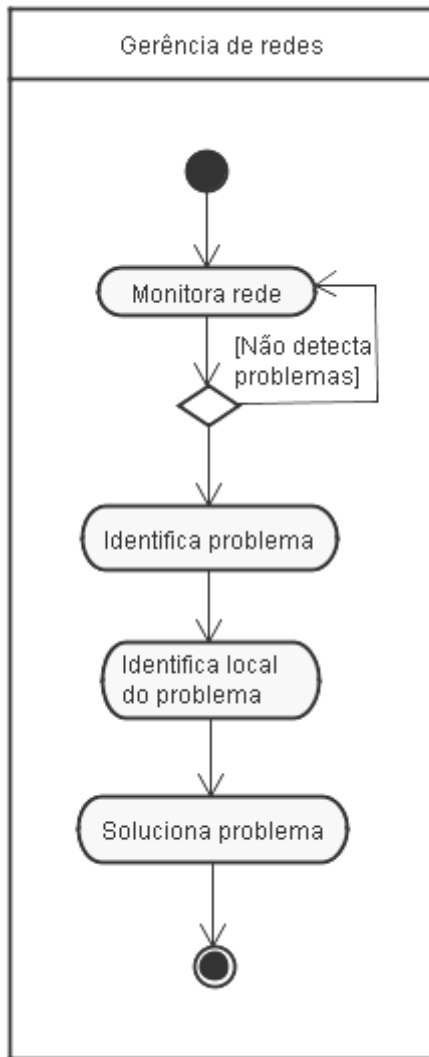 Gerência de redes
Monitora rede
[Não detecta
problemas]
Identifica problema
Identifica local
do problema
Soluciona problema